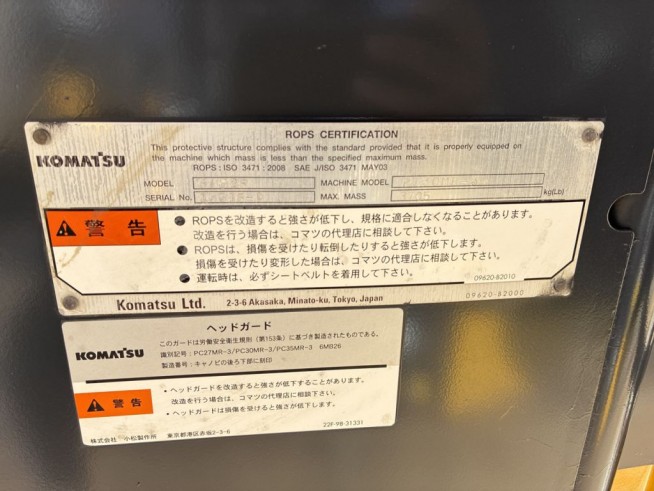 ROPS CERTIFICATION
KOMATSU
This protective structure complies with the standard provided that it is properly equipped on
the machine which mass is less than the specified maximum mass.
ROPS : ISO 3471 : 2008 SAE J/ISO 3471 MAY03
MODEL MACHINE MODEL
SERIAL No. MAX. MASS kg(Lb)
警告
ROPSを改造すると強さが低下し、規格に適合しなくなることがあります。
改造を行う場合は、コマツの代理店に相談して下さい。
ROPSは、損傷を受けたり転倒したりすると強さが低下します。
損傷を受けたり変形した場合は、コマツの代理店に相談して下さい。
運転時は、必ずシートベルトを着用して下さい。
09620-82010
09620-82000
Komatsu Ltd. 2-3-6 Akasaka, Minato-ku, Tokyo, Japan
ヘッドガード
KOMATSU
このガードは労働安全衛生規則(第153条)に基づき製造されたものである。
識別記号:PC27MR-3/PC30MR-3/PC35MR-3 6MB26
製造番号:キャノピの後ろ下部に刻印
警告
・ヘッドガードを改造すると強さが低下することがあります。
改造を行う場合は、コマツの代理店に相談して下さい。
・ヘッドガードは損傷を受けると強さが低下します。
22F-98-31331
株式会社 小松製作所 東京都港区赤坂2-3-6